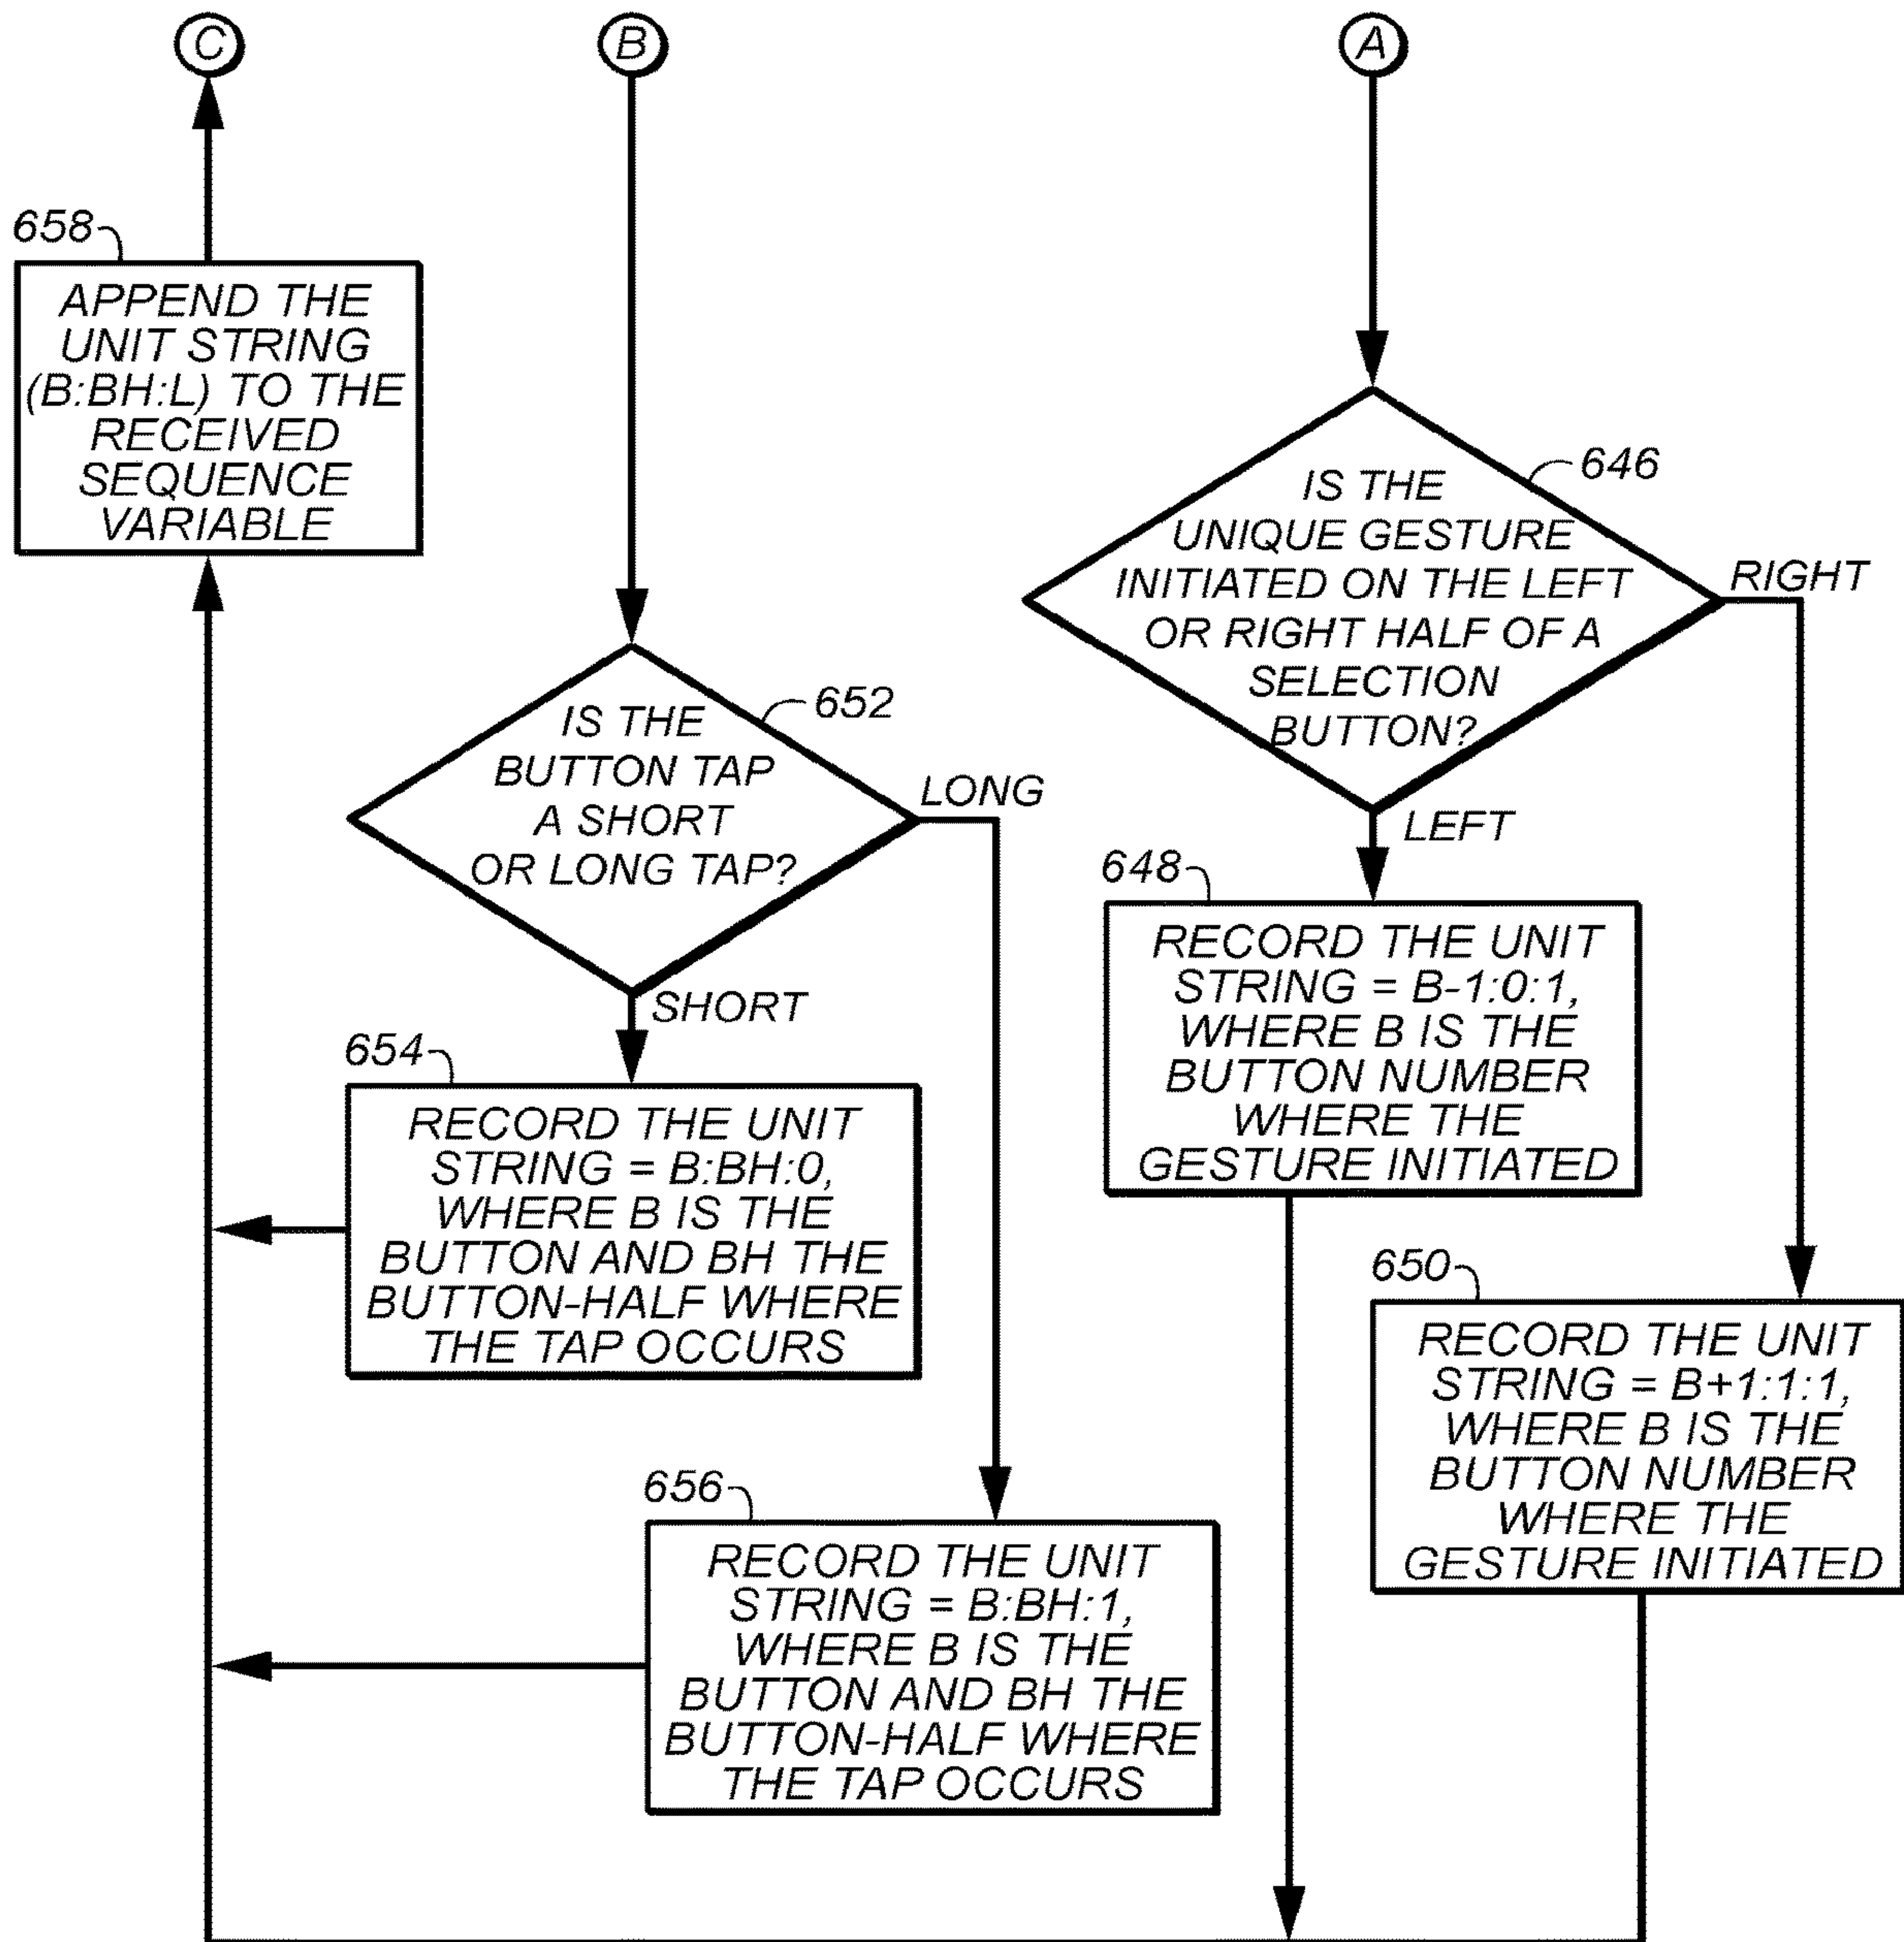 C
B
A
658
APPEND THE
UNIT STRING
(B:BH:L) TO THE
RECEIVED
SEQUENCE
VARIABLE
646
IS THE
UNIQUE GESTURE
INITIATED ON THE LEFT
OR RIGHT HALF OF A
SELECTION
BUTTON?
RIGHT
LEFT
652
IS THE
BUTTON TAP
A SHORT
OR LONG TAP?
LONG
SHORT
648
RECORD THE UNIT
STRING = B-1:0:1,
WHERE B IS THE
BUTTON NUMBER
WHERE THE
GESTURE INITIATED
654
RECORD THE UNIT
STRING = B:BH:0,
WHERE B IS THE
BUTTON AND BH THE
BUTTON-HALF WHERE
THE TAP OCCURS
650
RECORD THE UNIT
STRING = B+1:1:1,
WHERE B IS THE
BUTTON NUMBER
WHERE THE
GESTURE INITIATED
656
RECORD THE UNIT
STRING = B:BH:1,
WHERE B IS THE
BUTTON AND BH THE
BUTTON-HALF WHERE
THE TAP OCCURS